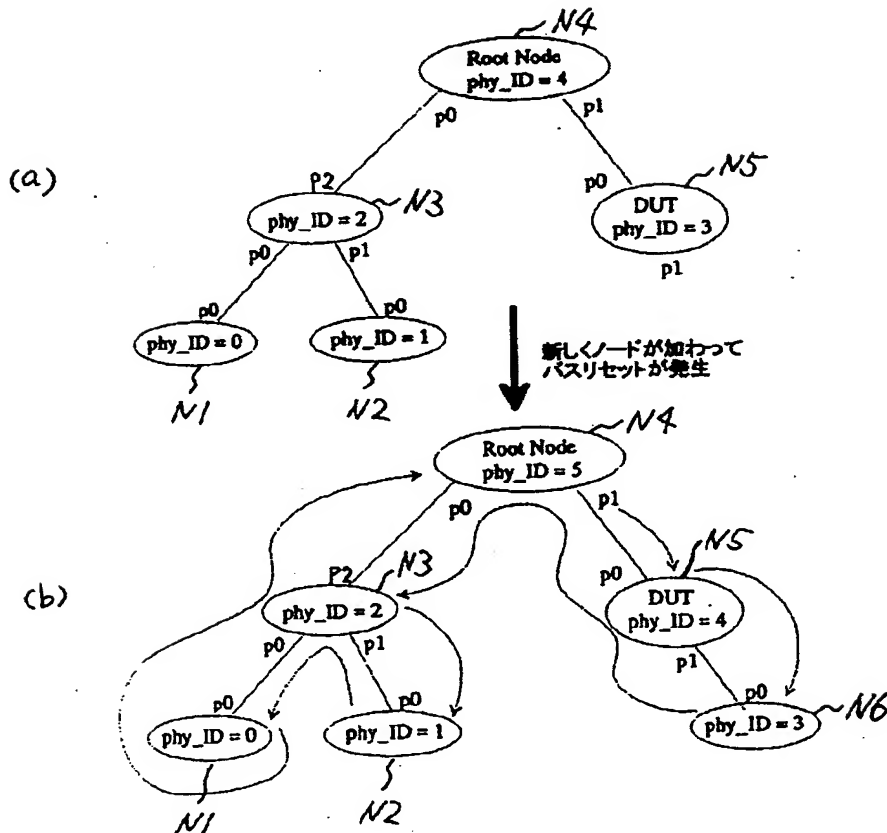 N4
Root Node
phy_ID = 4
p0
p1
(a)
P2
N3
p0
N5
phy_ID = 2
DUT
phy_ID = 3
p0
p1
p1
p0
p0
phy_ID = 0
phy_ID = 1
新しくノードが加わって
バスリセットが発生
N1
N2
N4
Root Node
phy_ID = 5
p0
p1
N5
P2
N3
p0
(b)
phy_ID = 2
DUT
phy_ID = 4
p0
p1
p1
p0
p0
p0
phy_ID = 0
phy_ID = 1
phy_ID = 3
N6
N1
N2